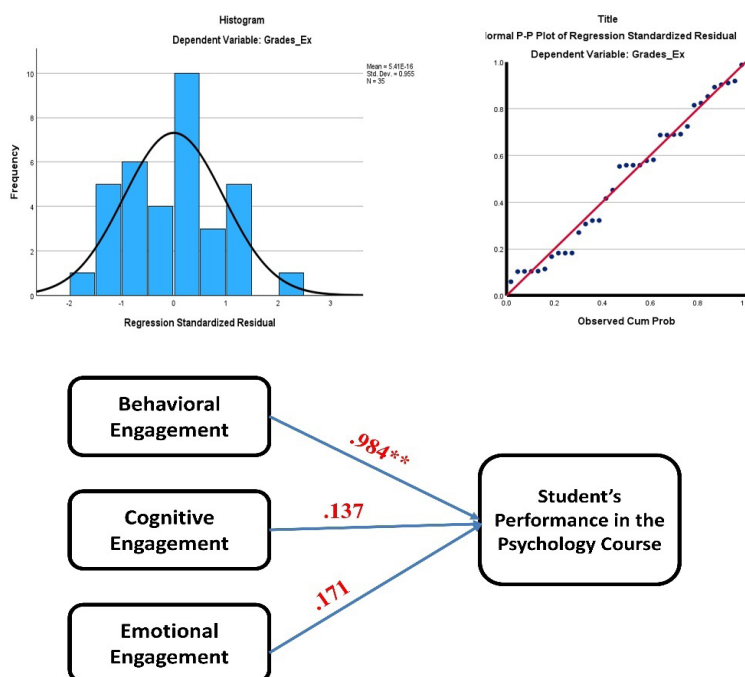 Histogram
Dependent Variable: Grades_Ex
Mean = 5.41E-16
Std. Dev. = 0.955
N = 35
Frequency
10
8
6
4
2
0
-2
-1
0
1
2
3
Regression Standardized Residual
Title
ormal P-P Plot of Regression Standardized Residual
Dependent Variable: Grades_Ex
1.0
0.8
0.6
0.4
0.2
0.0
0.0
0.2
0.4
0.6
0.8
1.
Observed Cum Prob
Behavioral
Engagement
.984**
Cognitive
Engagement
.137
Emotional
Engagement
.171
Student’s
Performance in the
Psychology Course